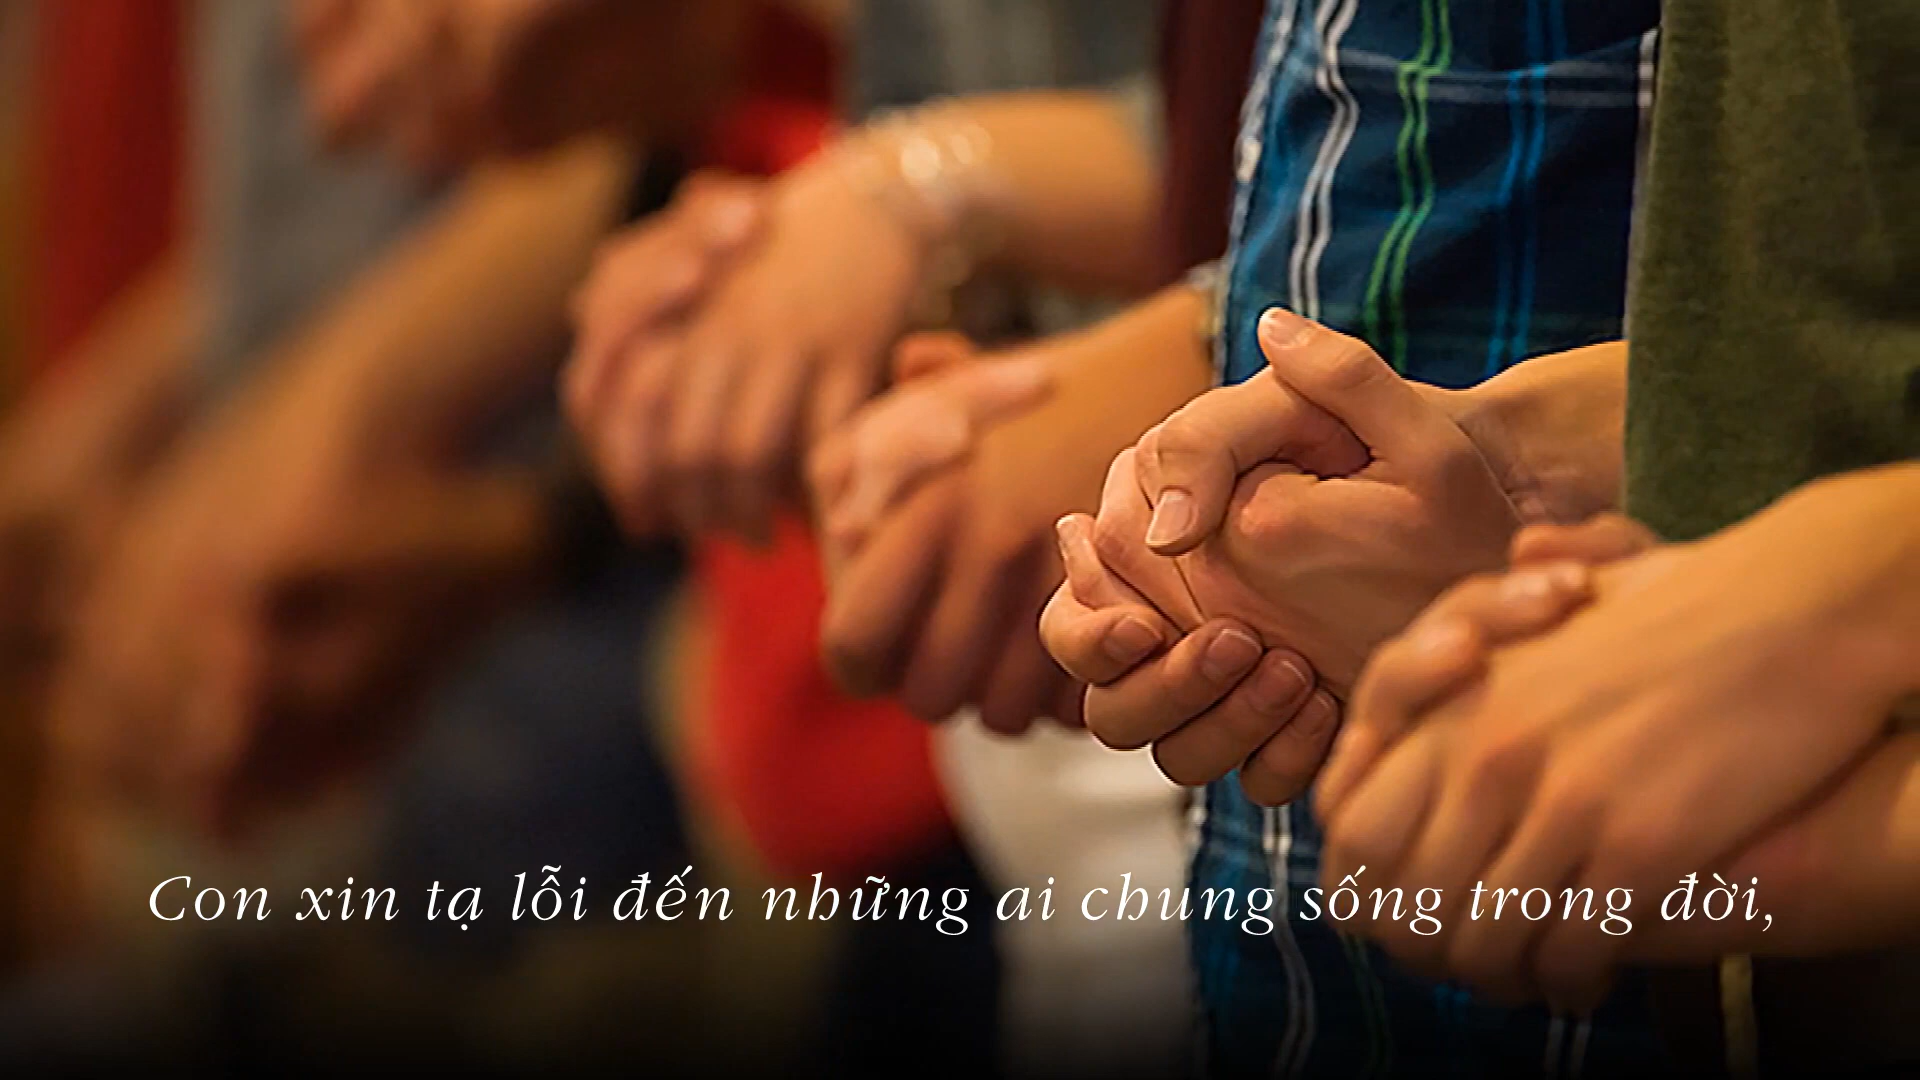 Con xin tạ lỗi đến những ai chung sống trong đời,